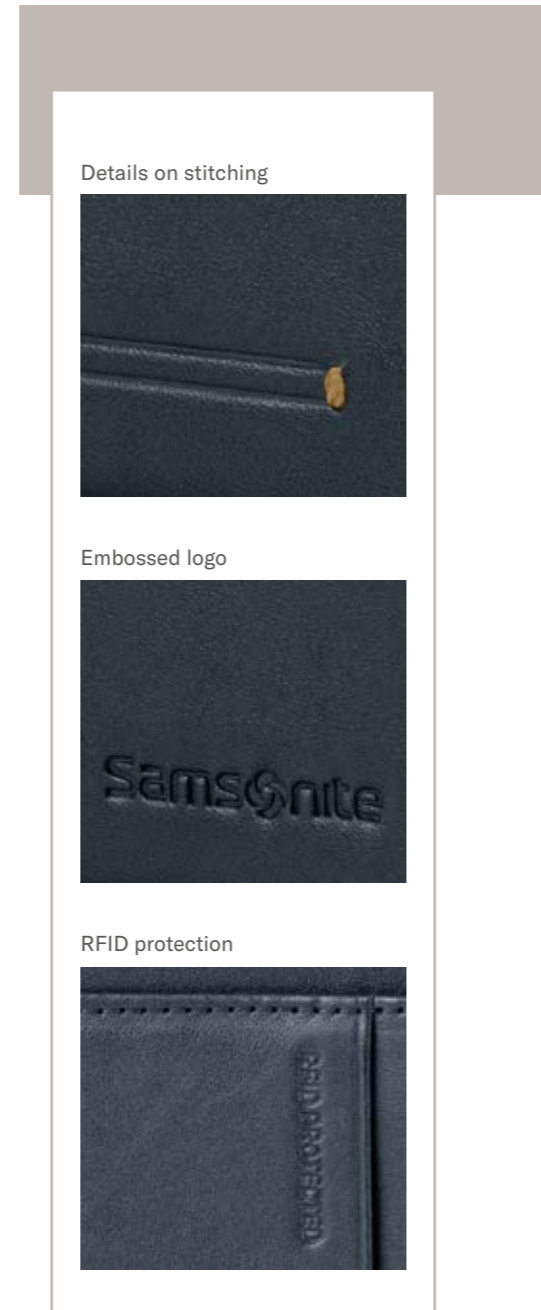 Details on stitching
Embossed logo
Samsonite
RFID protection
RFID PROTECTED